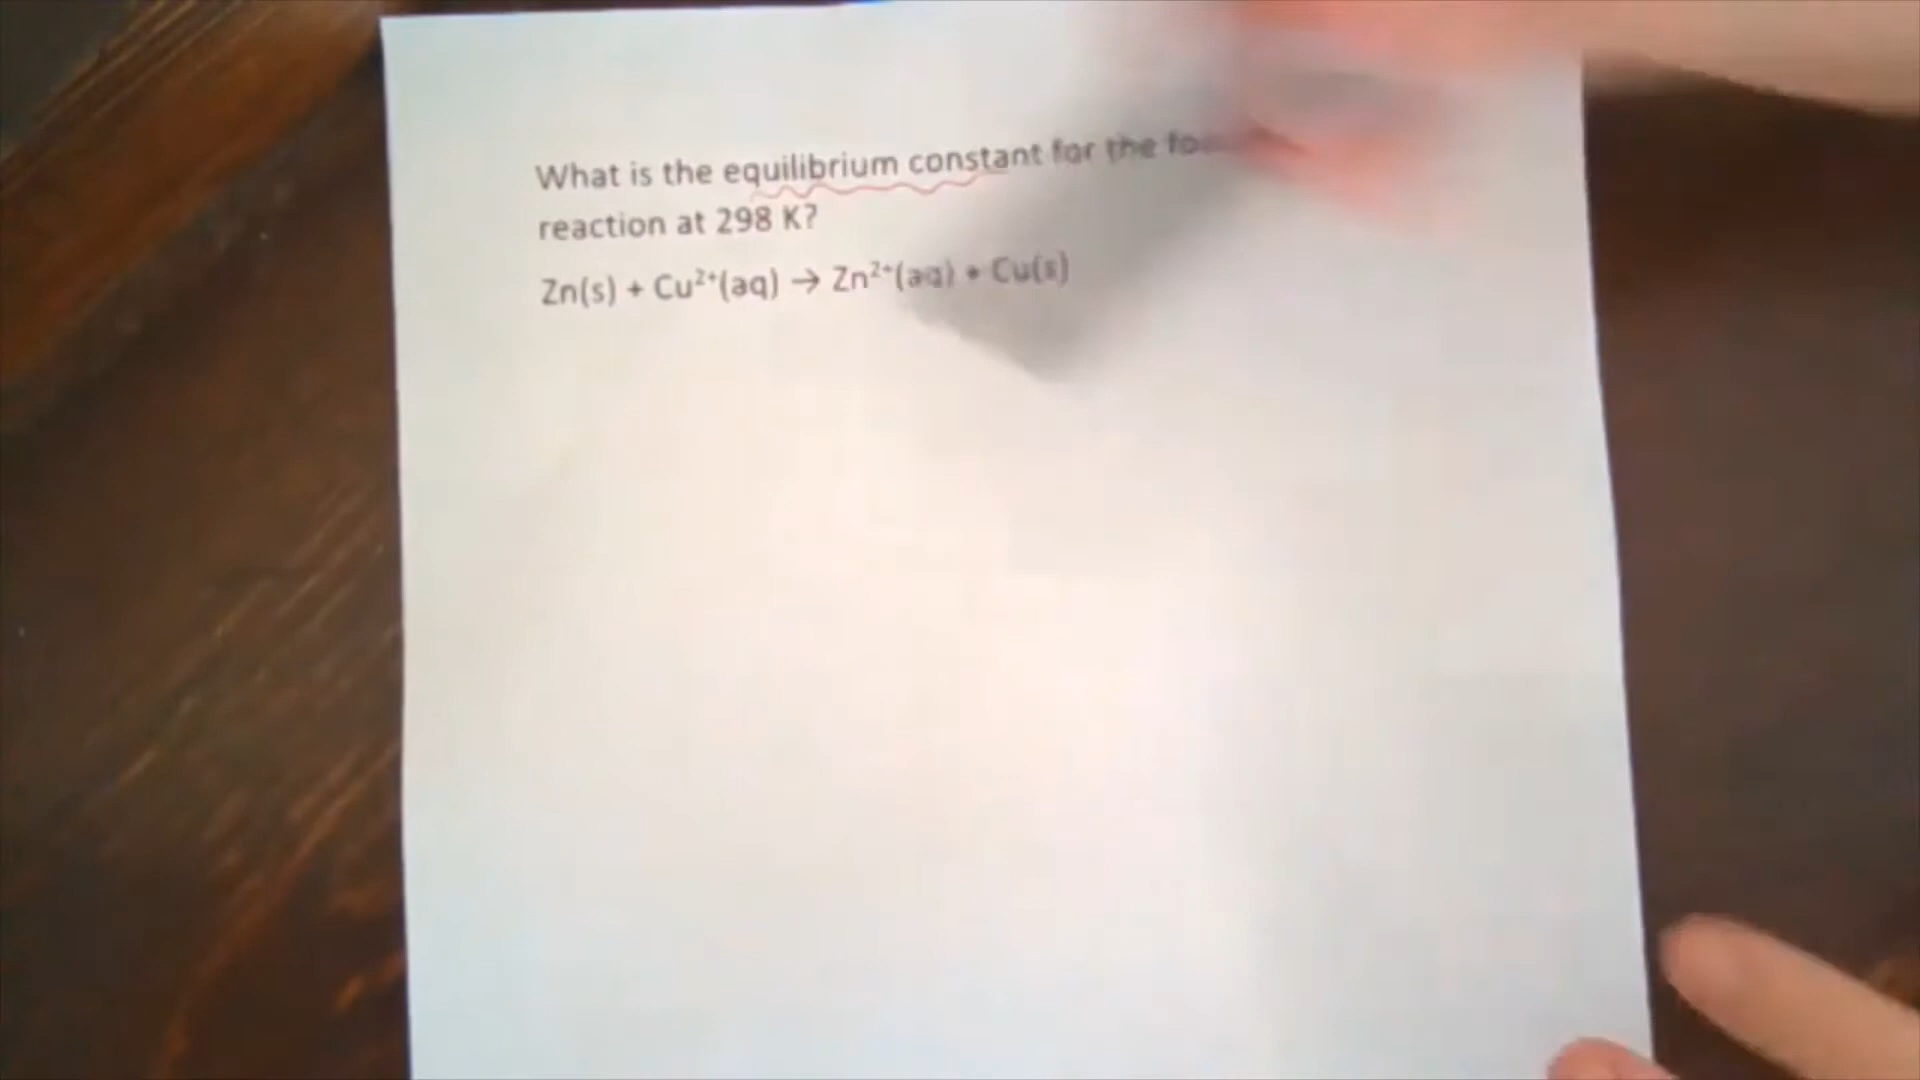 What is the equilibrium constant for the
reaction at 298 K?
Zn(s) + Cu²⁺(aq) → Zn²⁺(aq) + Cu(s)